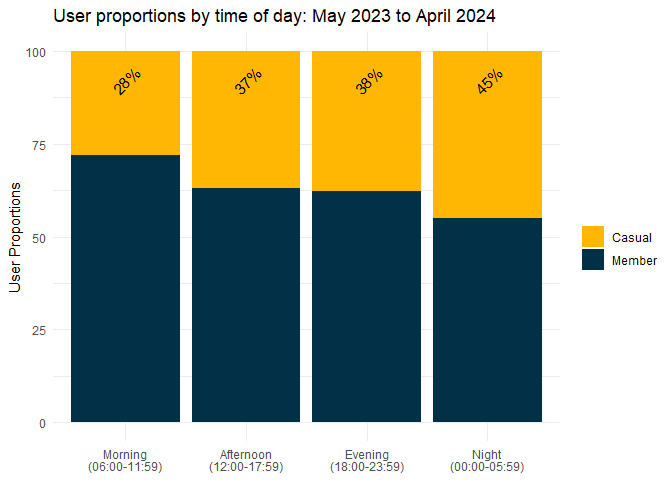 User proportions by time of day: May 2023 to April 2024
User Proportions
100
75
50
25
0
28%
37%
38%
45%
Casual
Member
Morning
(06:00-11:59)
Afternoon
(12:00-17:59)
Evening
(18:00-23:59)
Night
(00:00-05:59)